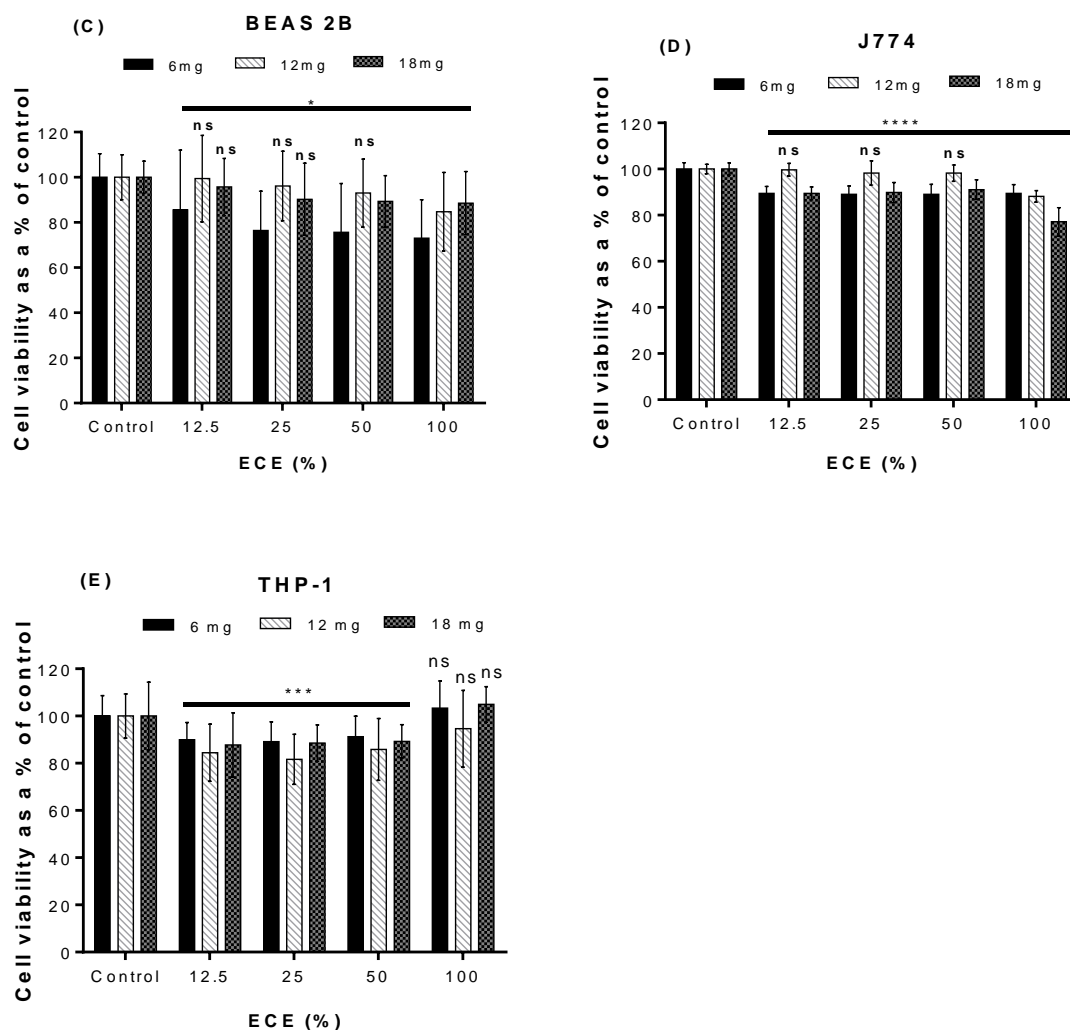 (C)
BEAS 2B
6mg 12mg 18mg
*
ns ns ns ns ns
Cell viability as a % of control
120
100
80
60
40
20
0
Control 12.5 25 50 100
ECE (%)
(D)
J774
6mg 12mg 18mg
****
ns ns ns
Cell viability as a % of control
120
100
80
60
40
20
0
Control 12.5 25 50 100
ECE (%)
(E)
THP-1
6 mg 12 mg 18 mg
***
ns ns ns
Cell viability as a % of control
120
100
80
60
40
20
0
Control 12.5 25 50 100
ECE (%)